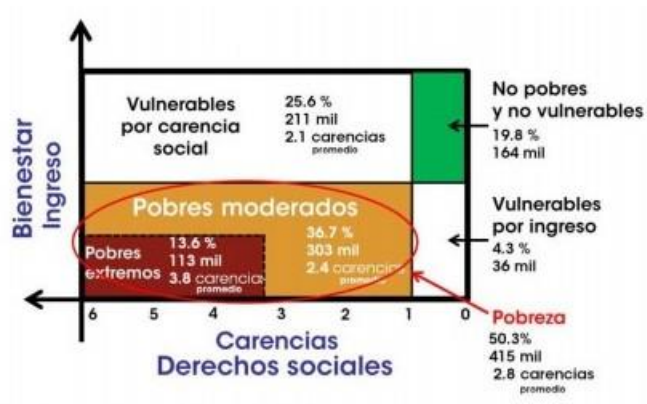 Bienestar
Ingreso
Vulnerables
por carencia
social
25.6 %
211 mil
2.1 carencias
promedio
No pobres
y no vulnerables
19.8 %
164 mil
Pobres moderados
36.7 %
303 mil
2.4 carencias
promedio
Pobres
extremos
13.6 %
113 mil
3.8 carencia
promedio
Vulnerables
por ingreso
4.3 %
36 mil
6 5 4 3 2 1 0
Carencias
Derechos sociales
Pobreza
50.3%
415 mil
2.8 carencias
promedio